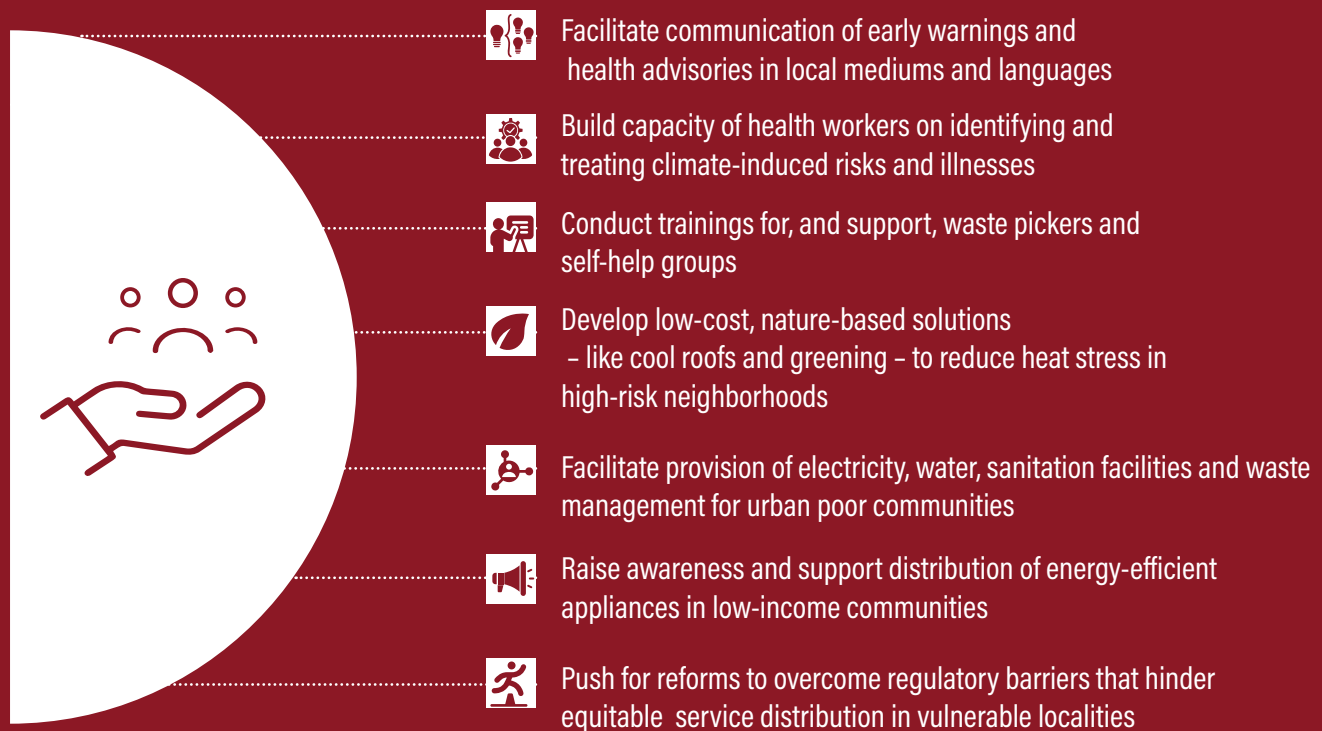 Facilitate communication of early warnings and
health advisories in local mediums and languages
Build capacity of health workers on identifying and
treating climate-induced risks and illnesses
Conduct trainings for, and support, waste pickers and
self-help groups
Develop low-cost, nature-based solutions
– like cool roofs and greening – to reduce heat stress in
high-risk neighborhoods
Facilitate provision of electricity, water, sanitation facilities and waste
management for urban poor communities
Raise awareness and support distribution of energy-efficient
appliances in low-income communities
Push for reforms to overcome regulatory barriers that hinder
equitable service distribution in vulnerable localities